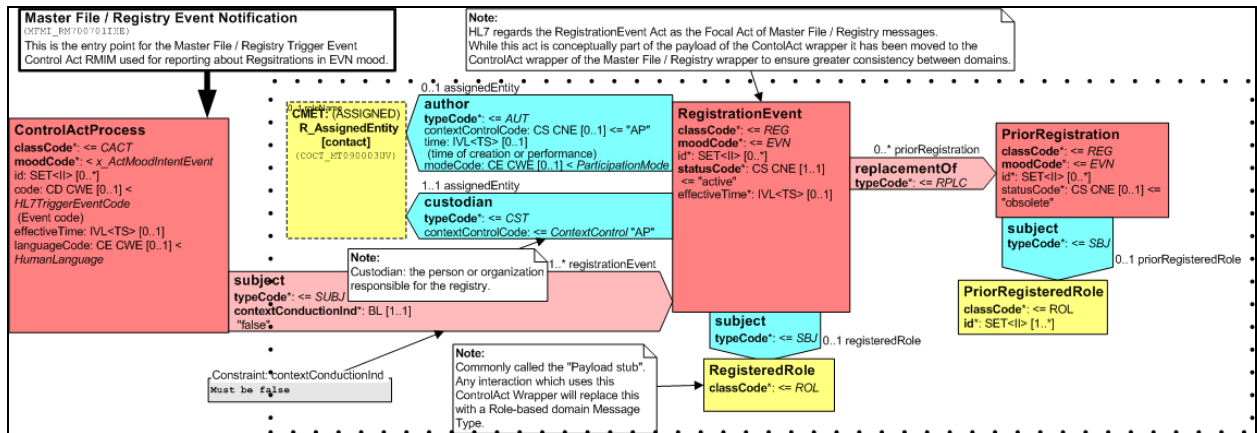 Master File / Registry Event Notification
(MFMI_RM700701IHE)
This is the entry point for the Master File / Registry Trigger Event
Control Act RMIM used for reporting about Regsitrations in EVN mood.
Note:
HL7 regards the RegistrationEvent Act as the Focal Act of Master File / Registry messages.
While this act is conceptually part of the payload of the ContolAct wrapper it has been moved to the
ControlAct wrapper of the Master File / Registry wrapper to ensure greater consistency between domains.
ControlActProcess
classCode*: <= CACT
moodCode*: < x_ActMoodIntentEvent
id: SET<II> [0..*]
code: CD CWE [0..1] <
HL7TriggerEventCode
(Event code)
effectiveTime: IVL<TS> [0..1]
languageCode: CE CWE [0..1] <
HumanLanguage
CMET: (ASSIGNED)
R_AssignedEntity
[contact]
(COCT_MT090003UV)
0..1 assignedEntity
author
typeCode*: <= AUT
contextControlCode: CS CNE [0..1] <= "AP"
time: IVL<TS> [0..1]
(time of creation or performance)
modeCode: CE CWE [0..1] < ParticipationMode
1..1 assignedEntity
custodian
typeCode*: <= CST
contextControlCode: <= ContextControl "AP"
Note:
Custodian: the person or organization
responsible for the registry.
RegistrationEvent
classCode*: <= REG
moodCode*: <= EVN
id*: SET<II> [0..*]
statusCode*: CS CNE [1..1]
<= "active"
effectiveTime*: IVL<TS> [0..1]
0..* priorRegistration
replacementOf
typeCode*: <= RPLC
PriorRegistration
classCode*: <= REG
moodCode*: <= EVN
id*: SET<II> [0..*]
statusCode*: CS CNE [0..1] <=
"obsolete"
subject
typeCode*: <= SBJ
0..1 priorRegisteredRole
PriorRegisteredRole
classCode*: <= ROL
id*: SET<II> [1..*]
1..* registrationEvent
subject
typeCode*: <= SUBJ
contextConductionInd*: BL [1..1]
"false"
Constraint: contextConductionInd
Must be false
subject
typeCode*: <= SBJ
0..1 registeredRole
RegisteredRole
classCode*: <= ROL
Note:
Commonly called the "Payload stub".
Any interaction which uses this
ControlAct Wrapper will replace this
with a Role-based domain Message
Type.